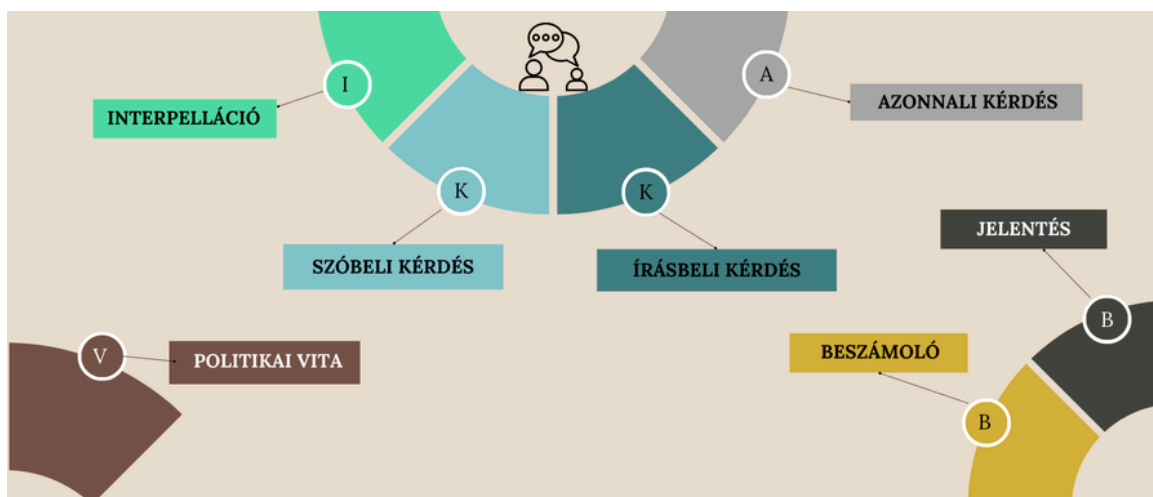 I
INTERPELLÁCIÓ
A
AZONNALI KÉRDÉS
K
SZÓBELI KÉRDÉS
K
ÍRÁSBELI KÉRDÉS
JELENTÉS
B
V
POLITIKAI VITA
BESZÁMOLÓ
B